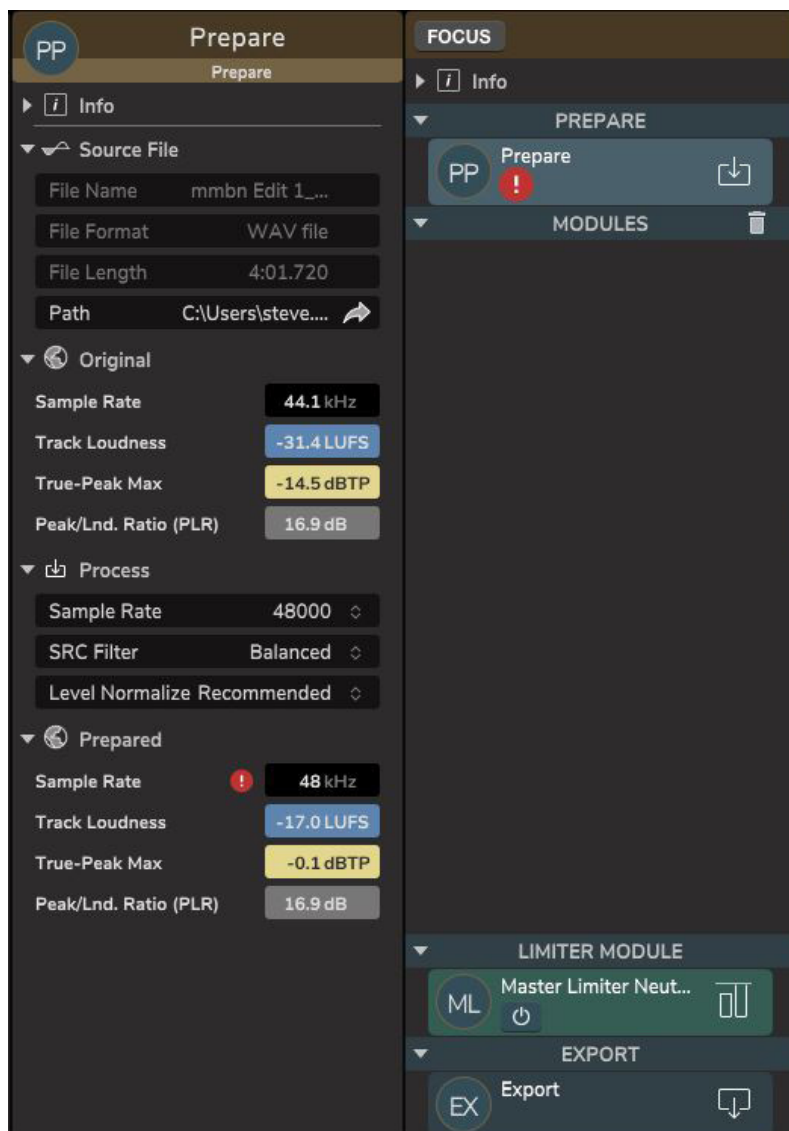 PP
Prepare
Prepare
i Info
Source File
File Name mmbn Edit 1_...
File Format WAV file
File Length 4:01.720
Path C:\Users\steve....
Original
Sample Rate 44.1 kHz
Track Loudness -31.4 LUFS
True-Peak Max -14.5 dBTP
Peak/Lnd. Ratio (PLR) 16.9 dB
Process
Sample Rate 48000
SRC Filter Balanced
Level Normalize Recommended
Prepared
Sample Rate ! 48 kHz
Track Loudness -17.0 LUFS
True-Peak Max -0.1 dBTP
Peak/Lnd. Ratio (PLR) 16.9 dB
FOCUS
i Info
PREPARE
PP Prepare
!
MODULES
LIMITER MODULE
ML Master Limiter Neut...
EXPORT
EX Export